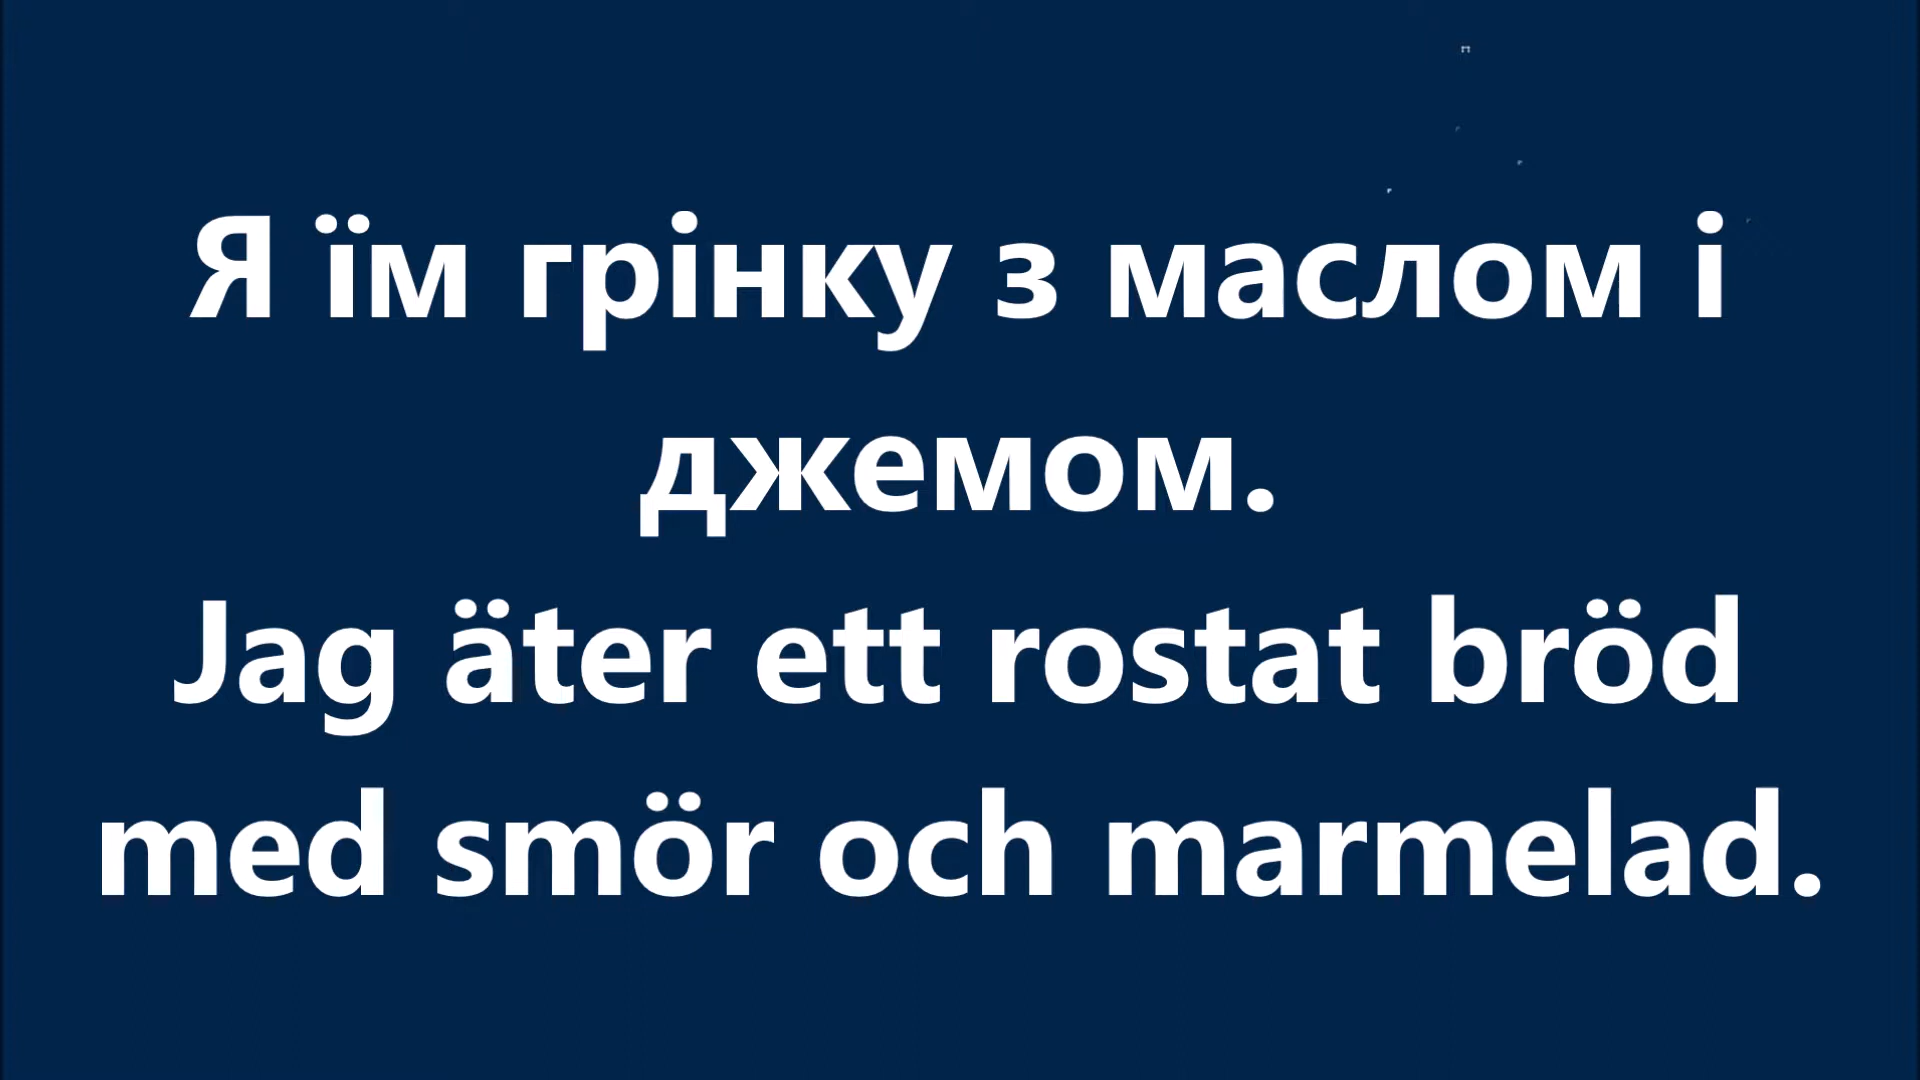 Я їм грінку з маслом і
джемом.
Jag äter ett rostat bröd
med smör och marmelad.